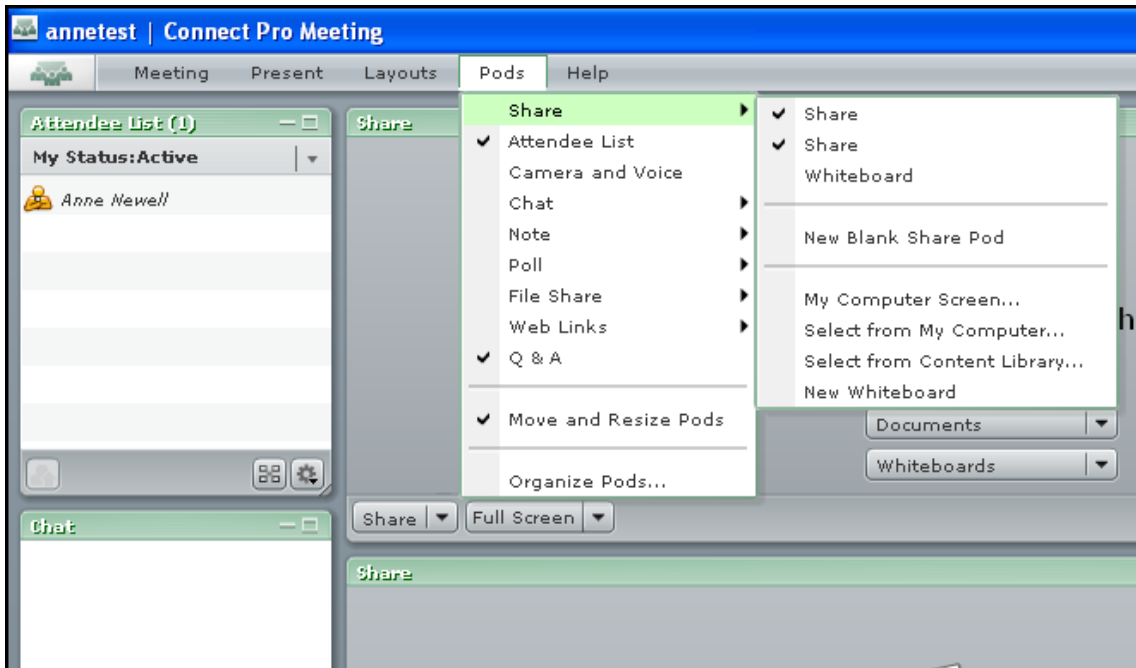 annetest | Connect Pro Meeting
Meeting Present Layouts Pods Help
Attendee List (1)
My Status:Active
Anne Newell
Share
Share
Attendee List
Camera and Voice
Chat
Note
Poll
File Share
Web Links
Q & A
Move and Resize Pods
Organize Pods...
Share
Share
Whiteboard
New Blank Share Pod
My Computer Screen...
Select from My Computer...
Select from Content Library...
New Whiteboard
Documents
Whiteboards
Share Full Screen
Chat
Share